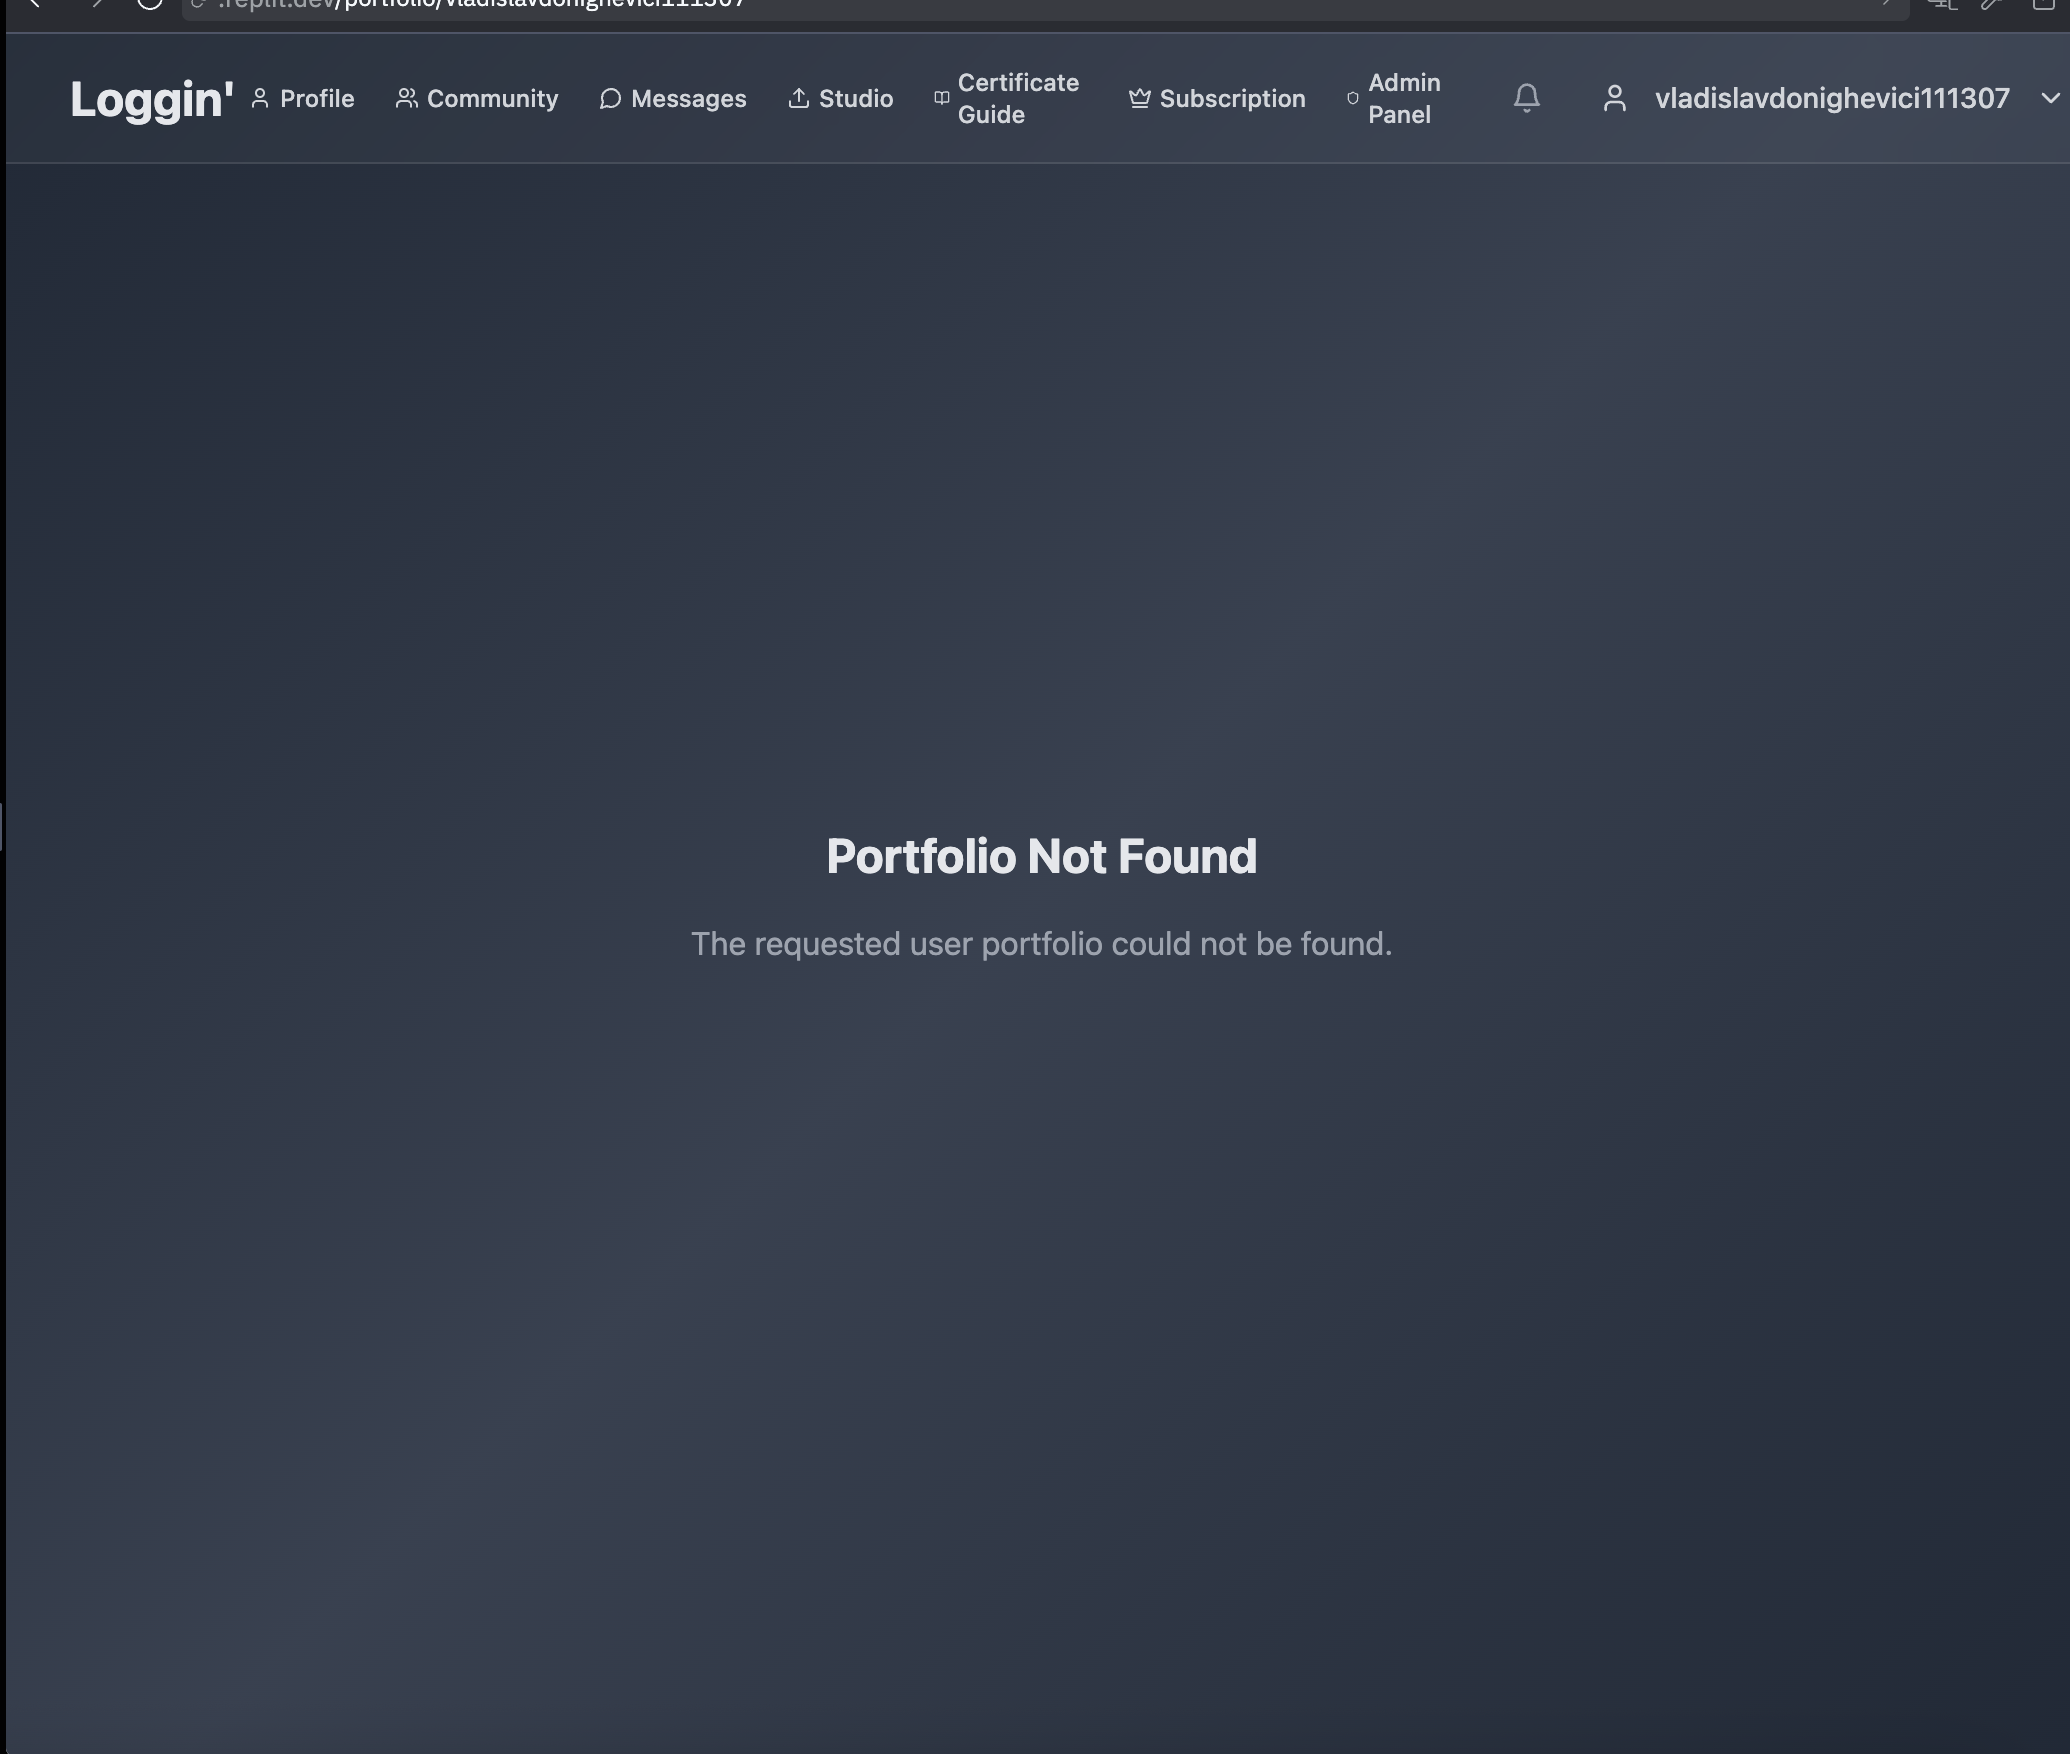 .replit.dev/portfolio/vladislavdonighevici111307
Loggin'
Profile
Community
Messages
Studio
Certificate
Guide
Subscription
Admin
Panel
vladislavdonighevici111307
Portfolio Not Found
The requested user portfolio could not be found.